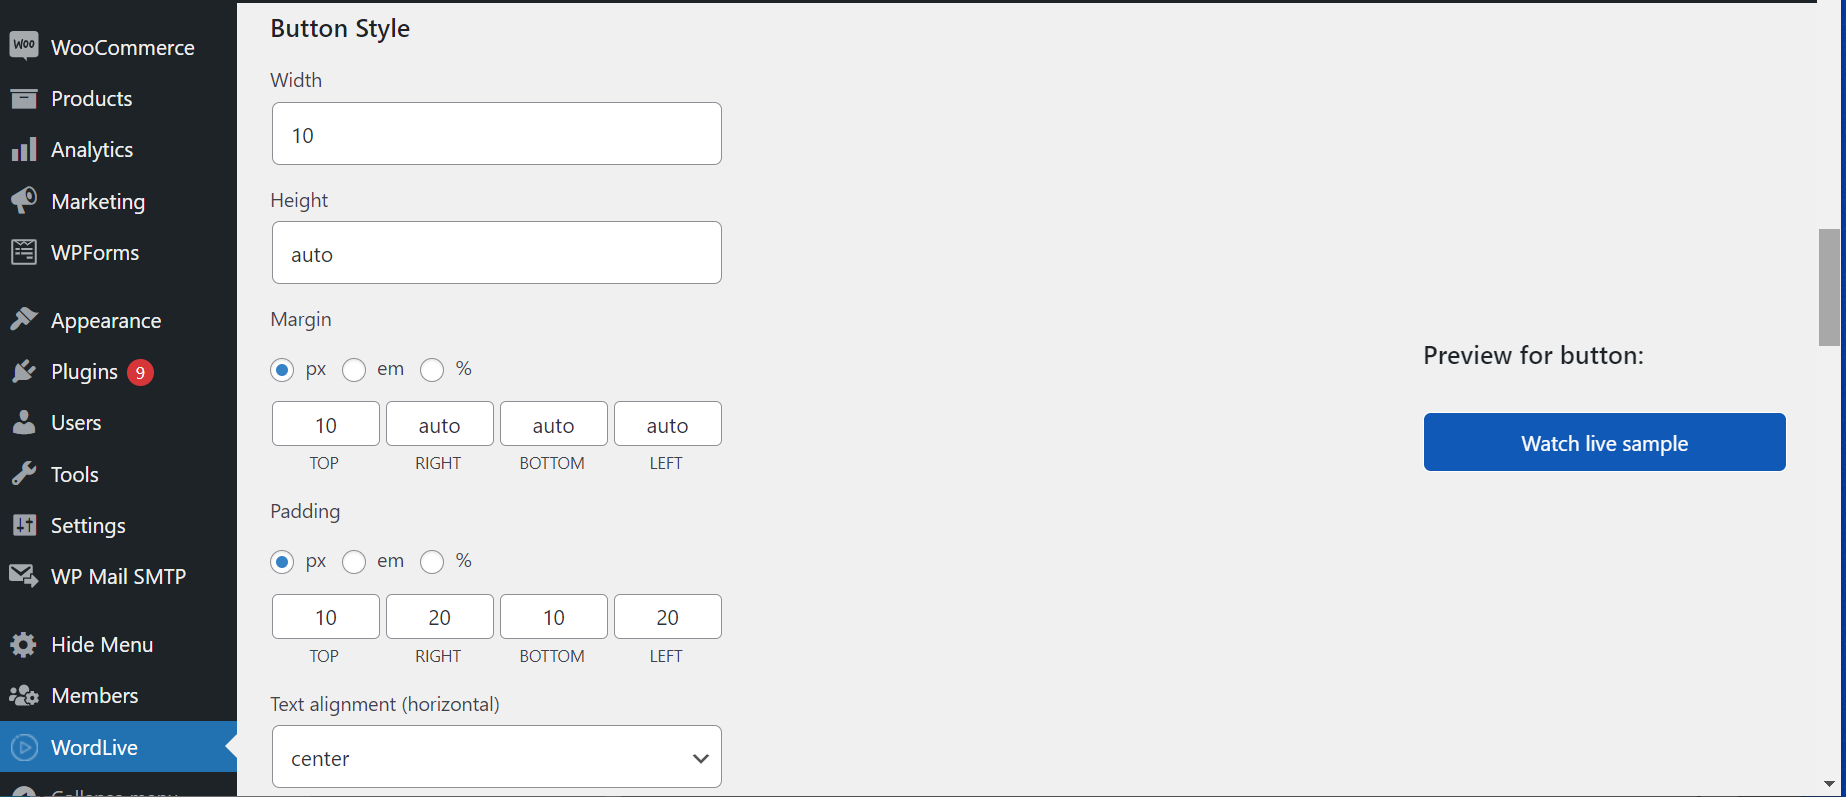 WooCommerce
Products
Analytics
Marketing
WPForms
Appearance
Plugins 9
Users
Tools
Settings
WP Mail SMTP
Hide Menu
Members
WordLive
Collapse menu
Button Style
Width
10
Height
auto
Margin
px em %
10 auto auto auto
TOP RIGHT BOTTOM LEFT
Padding
px em %
10 20 10 20
TOP RIGHT BOTTOM LEFT
Text alignment (horizontal)
center
Preview for button:
Watch live sample